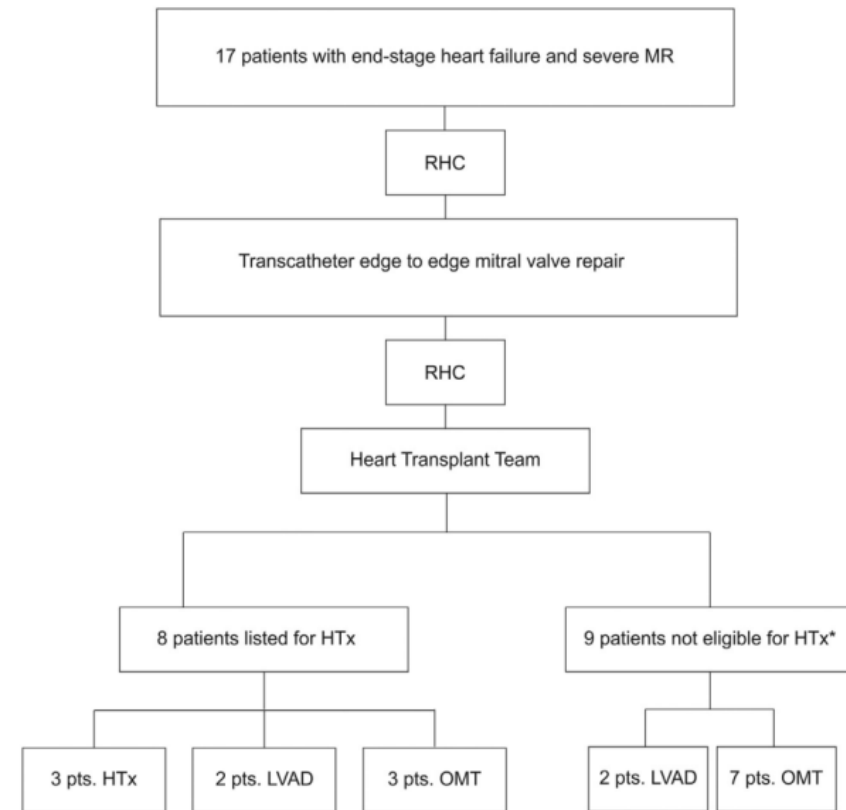 17 patients with end-stage heart failure and severe MR
RHC
Transcatheter edge to edge mitral valve repair
RHC
Heart Transplant Team
8 patients listed for HTx
9 patients not eligible for HTx*
3 pts. HTx
2 pts. LVAD
3 pts. OMT
2 pts. LVAD
7 pts. OMT